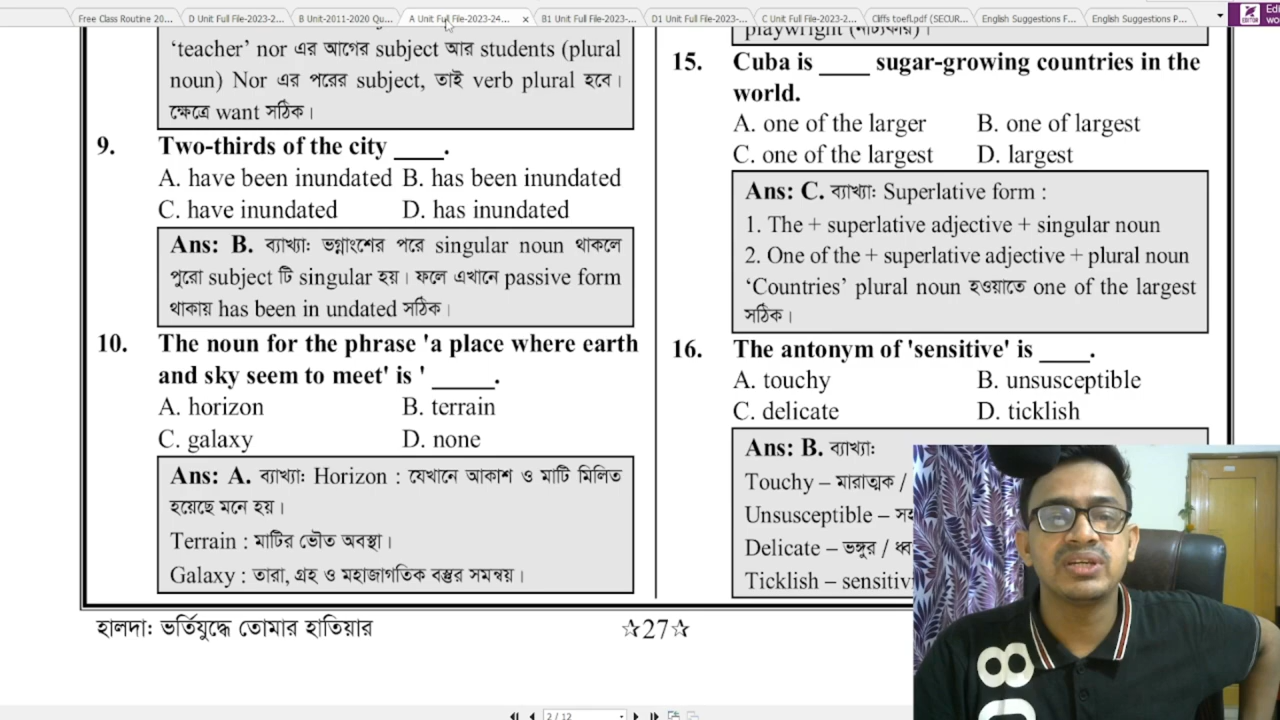 Free Class Routine 20...
D Unit Full File-2023-2...
B Unit-2011-2020 Qu...
A Unit Full File-2023-24...
B1 Unit Full File-2023-...
D1 Unit Full File-2023-...
C Unit Full File-2023-2...
Cliffs toefl.pdf (SECUR...
English Suggestions F...
English Suggestions P...
‘teacher’ nor এর আগের subject আর students (plural
noun) Nor এর পরের subject, তাই verb plural হবে।
ক্ষেত্রে want সঠিক।
9. Two-thirds of the city ____.
A. have been inundated B. has been inundated
C. have inundated D. has inundated
Ans: B. ব্যাখ্যাঃ ভগ্নাংশের পরে singular noun থাকলে
পুরো subject টি singular হয়। ফলে এখানে passive form
থাকায় has been in undated সঠিক।
10. The noun for the phrase 'a place where earth
and sky seem to meet' is ' _____.
A. horizon B. terrain
C. galaxy D. none
Ans: A. ব্যাখ্যাঃ Horizon : যেখানে আকাশ ও মাটি মিলিত
হয়েছে মনে হয়।
Terrain : মাটির ভৌত অবস্থা।
Galaxy : তারা, গ্রহ ও মহাজাগতিক বস্তুর সমন্বয়।
playwright (নাট্যকার)।
15. Cuba is ____ sugar-growing countries in the
world.
A. one of the larger B. one of largest
C. one of the largest D. largest
Ans: C. ব্যাখ্যাঃ Superlative form :
1. The + superlative adjective + singular noun
2. One of the + superlative adjective + plural noun
‘Countries’ plural noun হওয়াতে one of the largest
সঠিক।
16. The antonym of 'sensitive' is ____.
A. touchy B. unsusceptible
C. delicate D. ticklish
Ans: B. ব্যাখ্যাঃ
Touchy – মারাত্মক /
Unsusceptible –
Delicate – ভঙ্গুর /
Ticklish –
হালদাঃ ভর্তিযুদ্ধে তোমার হাতিয়ার
☆27☆
2 / 12